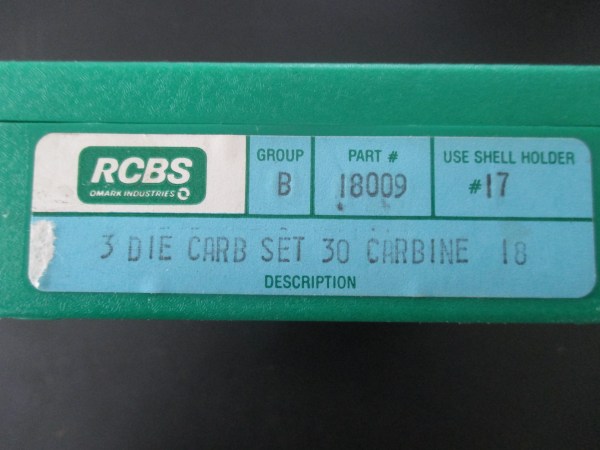 RCBS
OMARK INDUSTRIES
GROUP
B
PART #
18009
USE SHELL HOLDER
#17
3 DIE CARB SET 30 CARBINE 18
DESCRIPTION